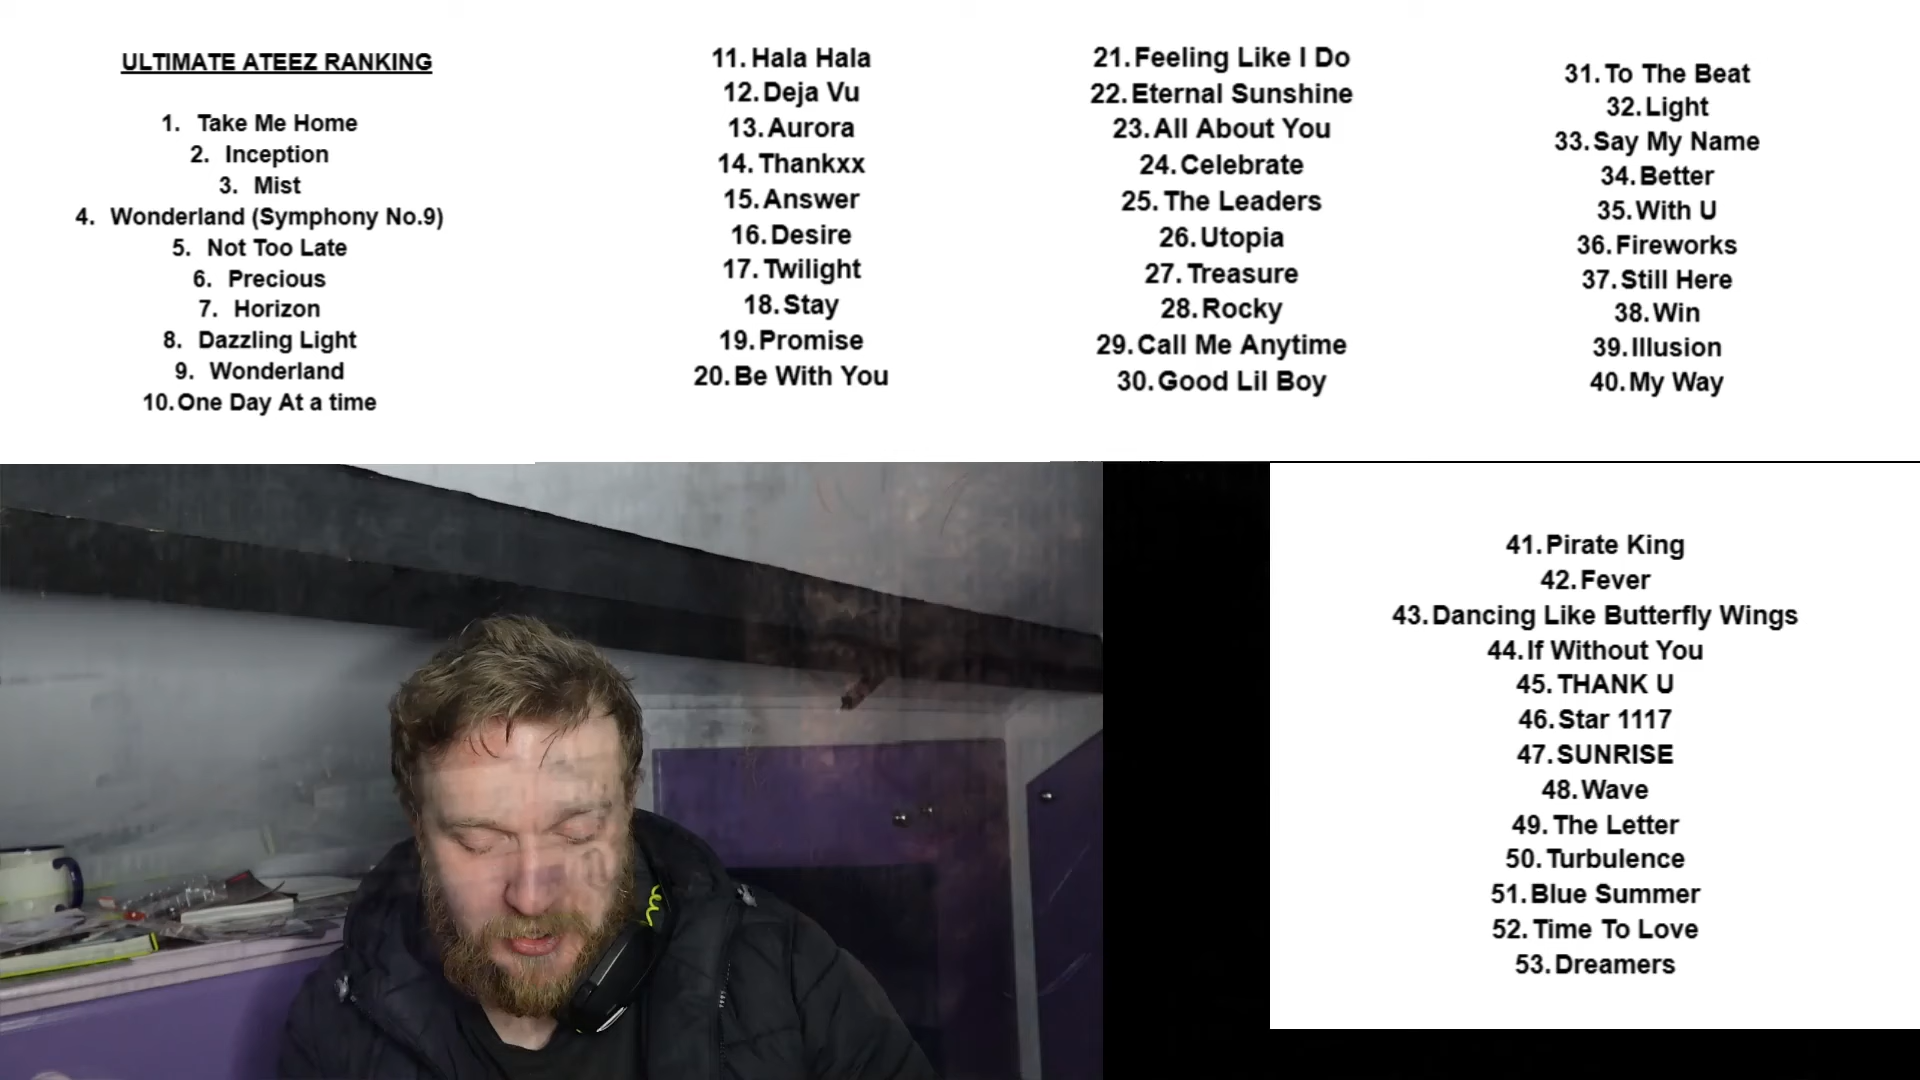 ULTIMATE ATEEZ RANKING
1. Take Me Home
2. Inception
3. Mist
4. Wonderland (Symphony No.9)
5. Not Too Late
6. Precious
7. Horizon
8. Dazzling Light
9. Wonderland
10. One Day At a time
11. Hala Hala
12. Deja Vu
13. Aurora
14. Thankxx
15. Answer
16. Desire
17. Twilight
18. Stay
19. Promise
20. Be With You
21. Feeling Like I Do
22. Eternal Sunshine
23. All About You
24. Celebrate
25. The Leaders
26. Utopia
27. Treasure
28. Rocky
29. Call Me Anytime
30. Good Lil Boy
31. To The Beat
32. Light
33. Say My Name
34. Better
35. With U
36. Fireworks
37. Still Here
38. Win
39. Illusion
40. My Way
41. Pirate King
42. Fever
43. Dancing Like Butterfly Wings
44. If Without You
45. THANK U
46. Star 1117
47. SUNRISE
48. Wave
49. The Letter
50. Turbulence
51. Blue Summer
52. Time To Love
53. Dreamers